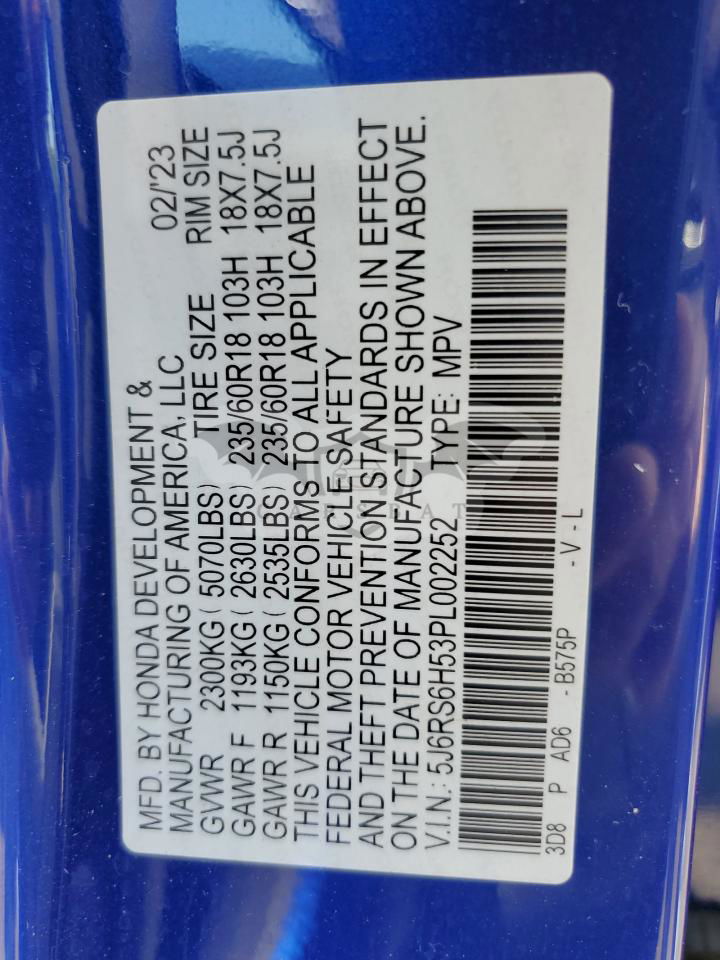 MFD. BY HONDA DEVELOPMENT &
MANUFACTURING OF AMERICA, LLC 02/'23
GVWR 2300KG ( 5070LBS) TIRE SIZE RIM SIZE
GAWR F 1193KG ( 2630LBS) 235/60R18 103H 18X7.5J
GAWR R 1150KG ( 2535LBS) 235/60R18 103H 18X7.5J
THIS VEHICLE CONFORMS TO ALL APPLICABLE
FEDERAL MOTOR VEHICLE SAFETY
AND THEFT PREVENTION STANDARDS IN EFFECT
ON THE DATE OF MANUFACTURE SHOWN ABOVE.
V.I.N.: 5J6RS6H53PL002252 TYPE: MPV
3D8 P AD6 -B575P -V-L
CARSBAT